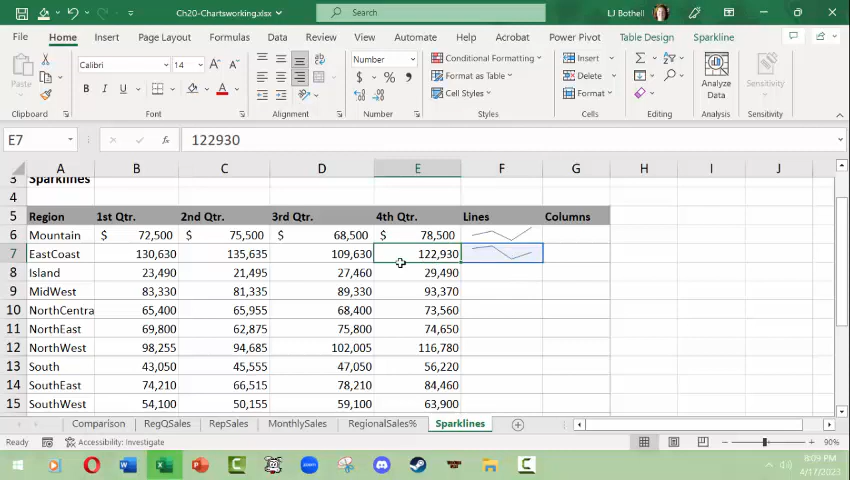 Ch20-Chartsworking.xlsx
Search
LJ Bothell
File Home Insert Page Layout Formulas Data Review View Automate Help Acrobat Power Pivot Table Design Sparkline
Paste
Clipboard
Calibri 14
B I U A
Font
Alignment
Number
$ % 9
Number
Conditional Formatting
Format as Table
Cell Styles
Styles
Insert
Delete
Format
Cells
Editing
Analyze Data
Analysis
Sensitivity
Sensitivity
E7 fx 122930
A B C D E F G H I J
3 Sparklines
4
5 Region 1st Qtr. 2nd Qtr. 3rd Qtr. 4th Qtr. Lines Columns
6 Mountain $ 72,500 $ 75,500 $ 68,500 $ 78,500
7 EastCoast 130,630 135,635 109,630 122,930
8 Island 23,490 21,495 27,460 29,490
9 MidWest 83,330 81,335 89,330 93,370
10 NorthCentra 65,400 65,955 68,400 73,560
11 NorthEast 69,800 62,875 75,800 74,650
12 NorthWest 98,255 94,685 102,005 116,780
13 South 43,050 45,555 47,050 56,220
14 SouthEast 74,210 66,515 78,210 84,460
15 SouthWest 54,100 50,155 59,100 63,900
Comparison RegQSales RepSales MonthlySales RegionalSales% Sparklines
Ready Accessibility: Investigate 90%
8:09 PM
4/17/2023